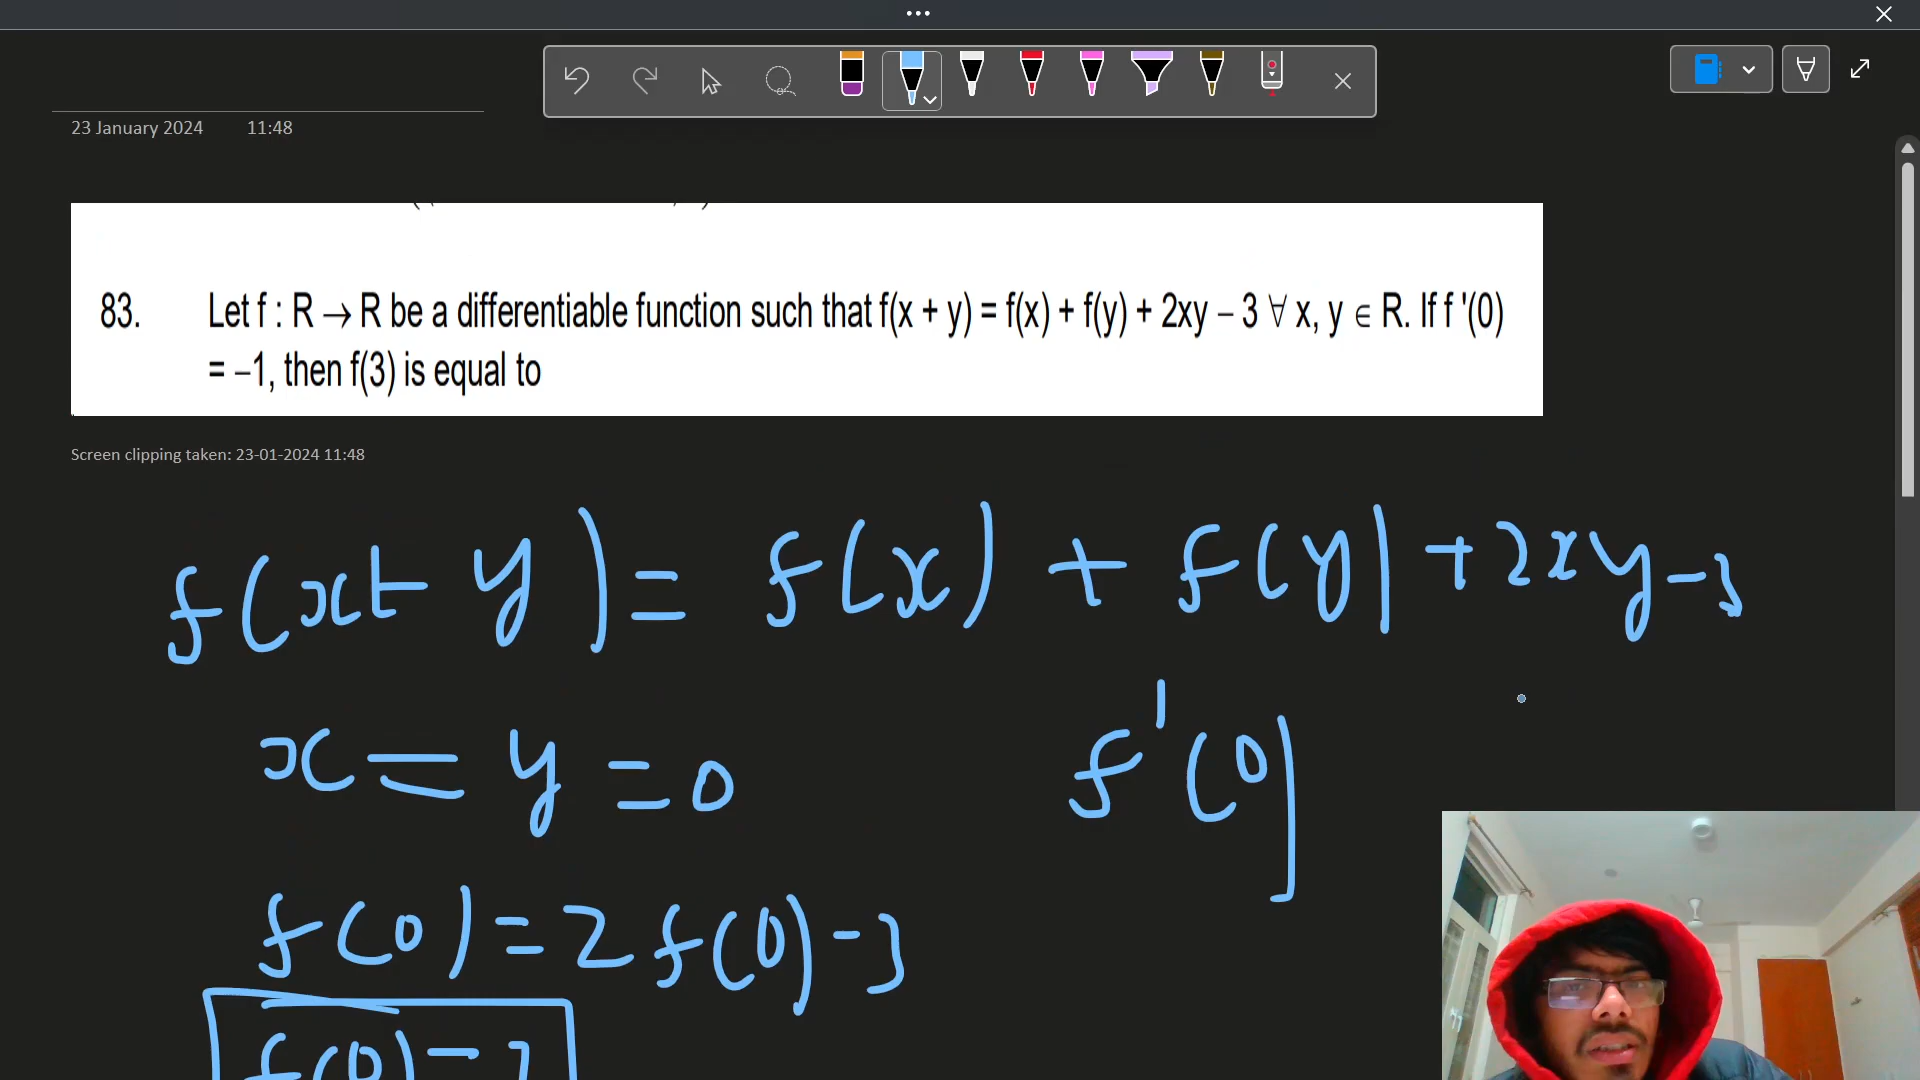 23 January 2024 11:48
83. Let f : R → R be a differentiable function such that f(x + y) = f(x) + f(y) + 2xy – 3 ∀ x, y ∈ R. If f '(0)
= –1, then f(3) is equal to
Screen clipping taken: 23-01-2024 11:48
f(x+y) = f(x) + f(y) + 2xy - 3
x = y = 0
f'(0)
f(0) = 2f(0) - 3
f(0) = 3